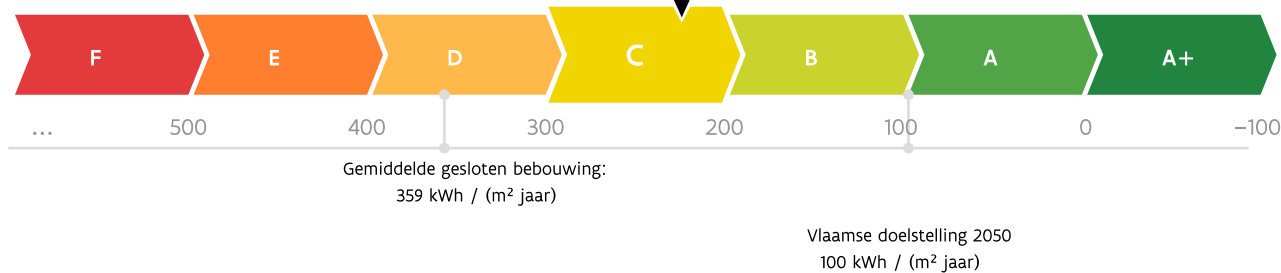 F E D C B A A+
... 500 400 300 200 100 0 −100
Gemiddelde gesloten bebouwing:
359 kWh / (m² jaar)
Vlaamse doelstelling 2050
100 kWh / (m² jaar)